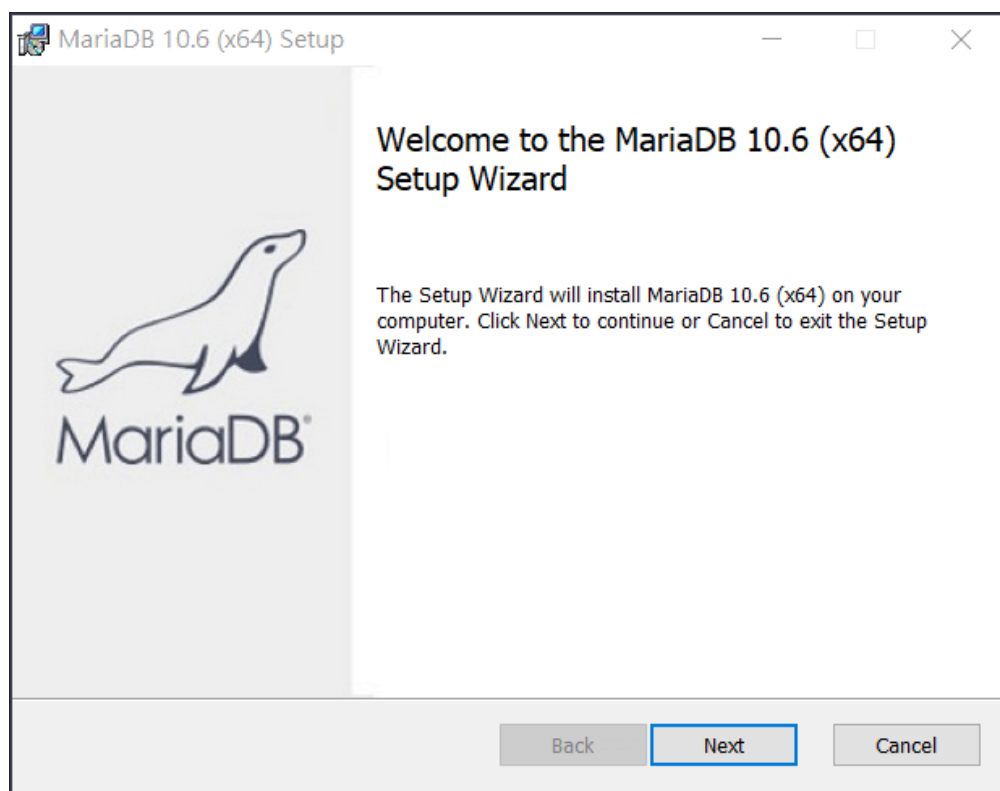 MariaDB 10.6 (x64) Setup
Welcome to the MariaDB 10.6 (x64)
Setup Wizard
The Setup Wizard will install MariaDB 10.6 (x64) on your
computer. Click Next to continue or Cancel to exit the Setup
Wizard.
MariaDB®
Back
Next
Cancel